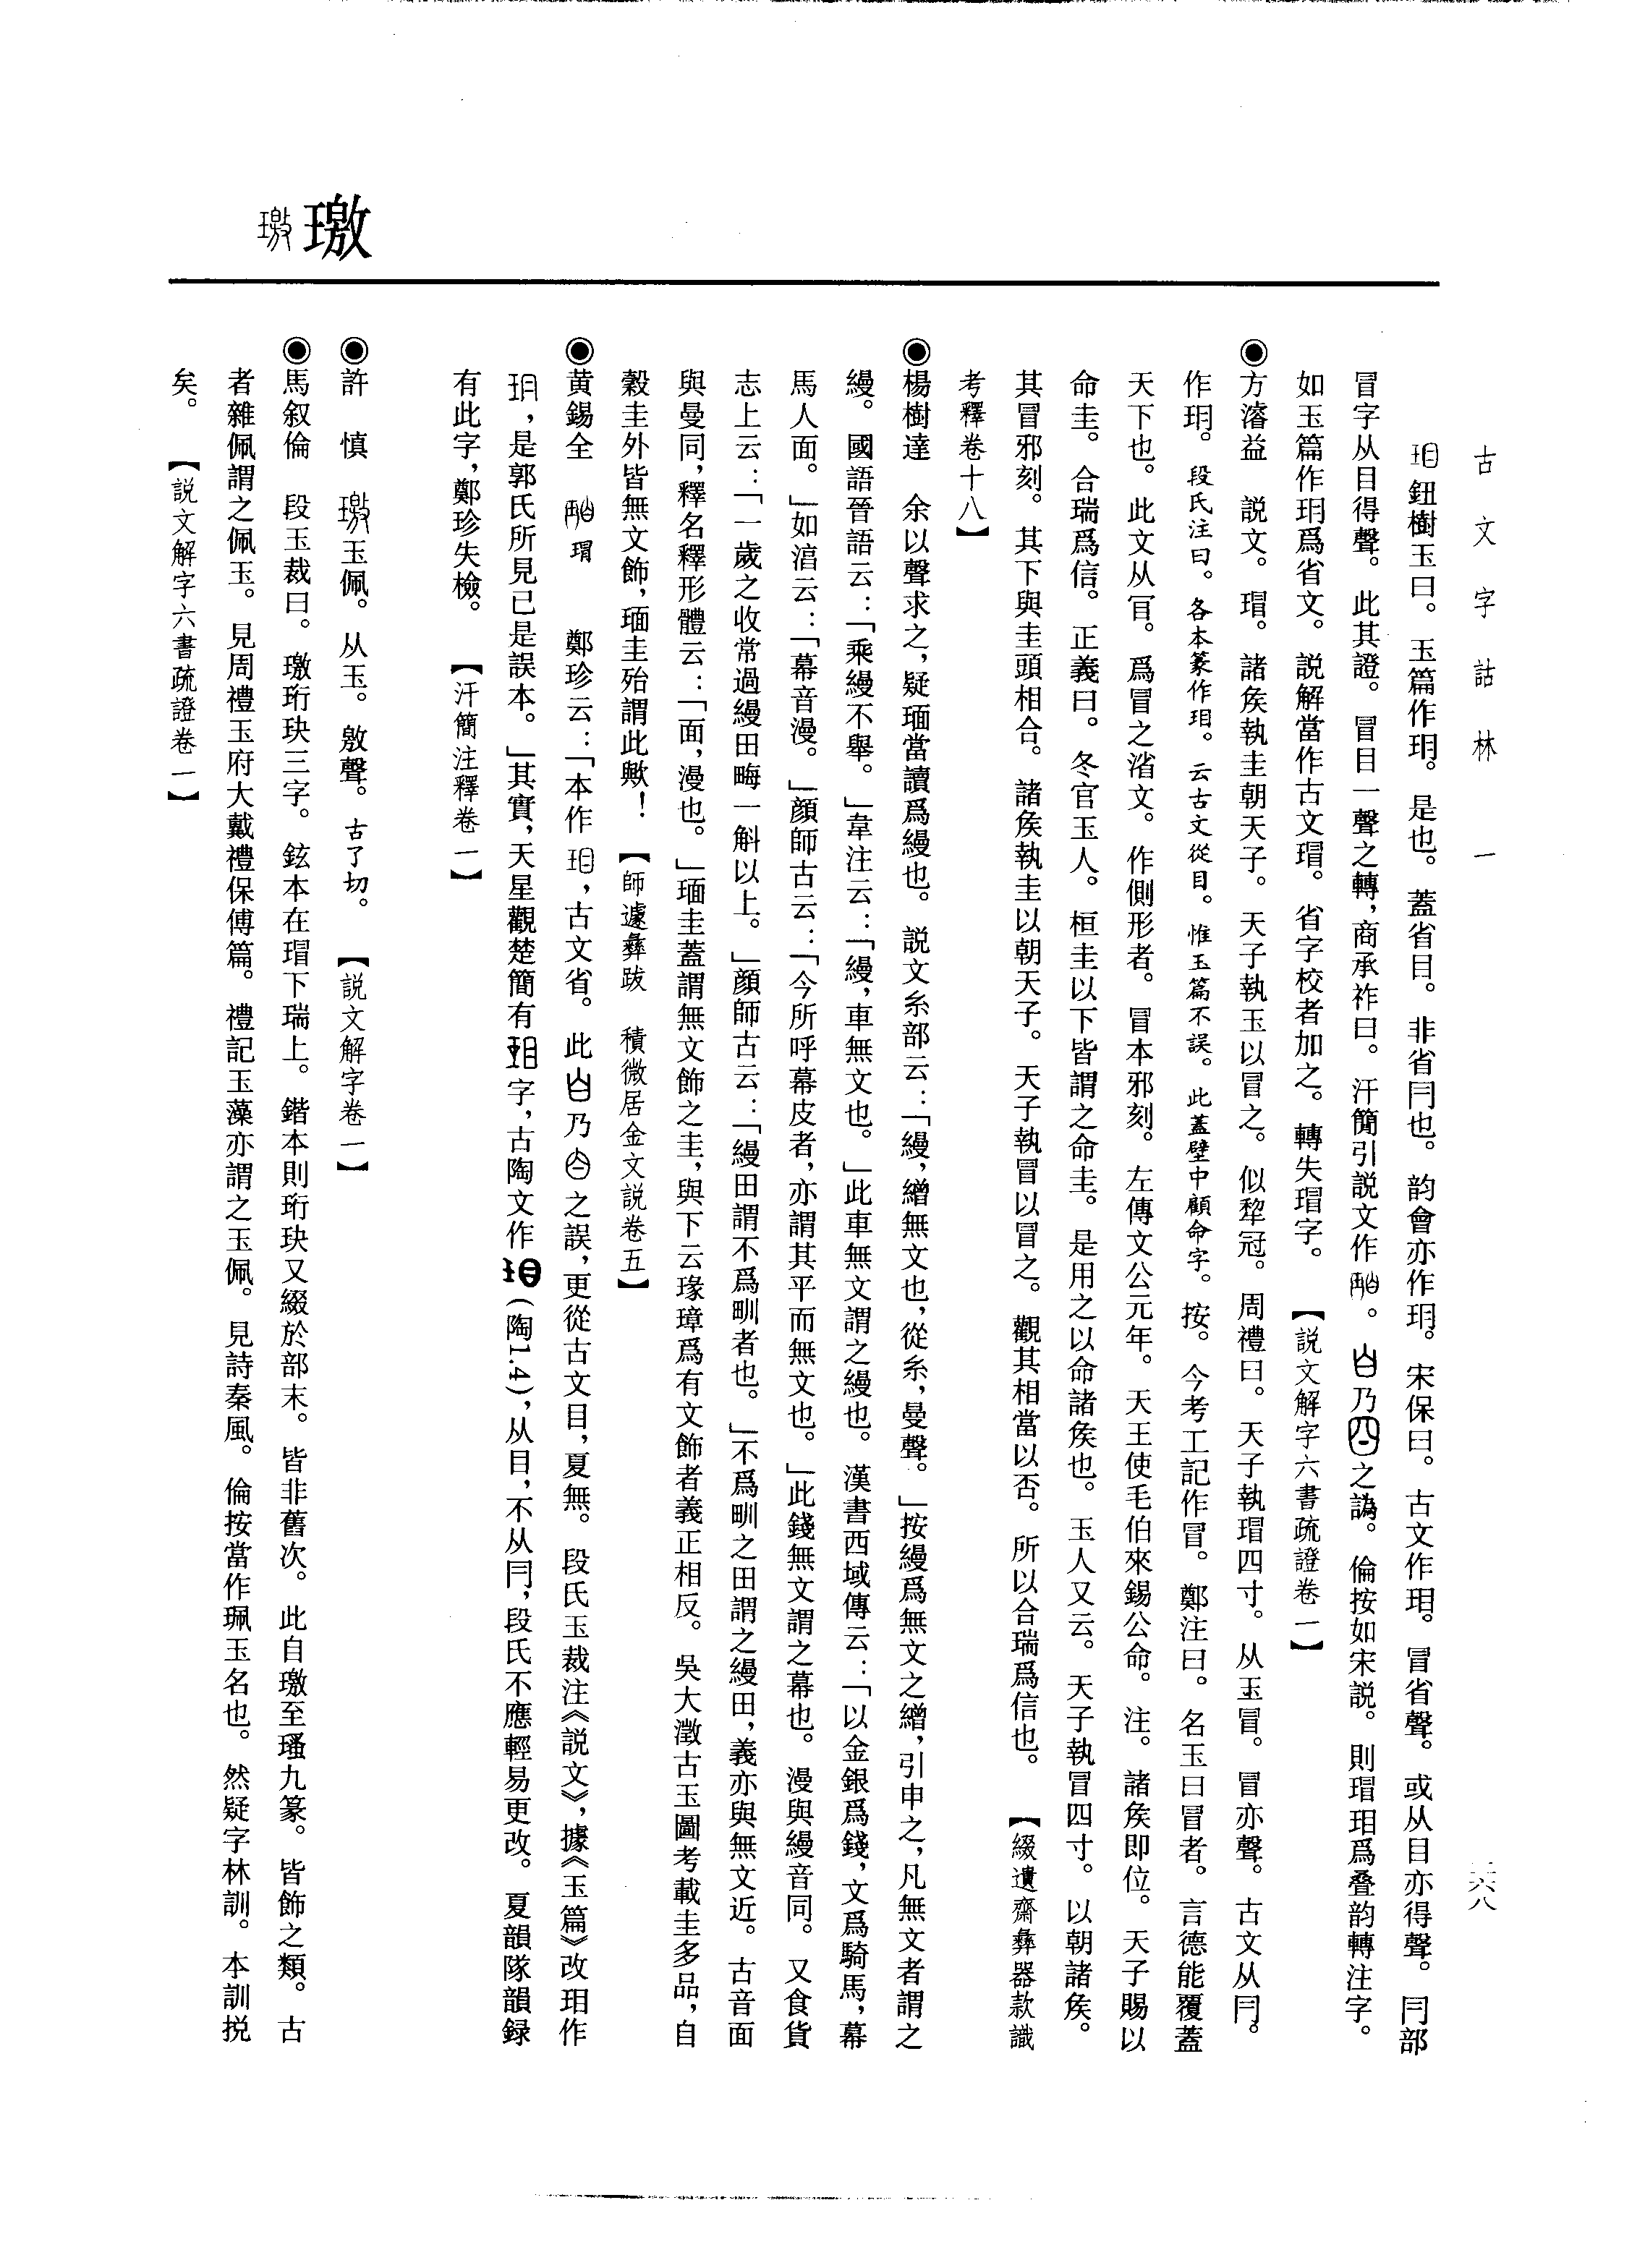 古文字詁林 一
二六八
璬
鈕樹玉曰。玉篇作玥。是也。蓋省目。非省冃也。韵會亦作玥。宋保曰。古文作珇。冒省聲。或从目亦得聲。冃部
冒字从目得聲。此其證。冒目一聲之轉,商承祚曰。汗簡引説文作。乃之譌。倫按如宋説。則瑁珇爲叠韵轉注字。
如玉篇作玥爲省文。説解當作古文瑁。省字校者加之。轉失瑁字。 【説文解字六書疏證卷一】
◉方濬益 説文。瑁。諸矦執圭朝天子。天子執玉以冒之。似犂冠。周禮曰。天子執瑁四寸。从玉冒。冒亦聲。古文从冃。
作玥。段氏注曰。各本篆作珇。云古文從目。惟玉篇不誤。此蓋壁中顧命字。按。今考工記作冒。鄭注曰。名玉曰冒者。言德能覆蓋
天下也。此文从冃。爲冒之渻文。作側形者。冒本邪刻。左傳文公元年。天王使毛伯來錫公命。注。諸矦即位。天子賜以
命圭。合瑞爲信。正義曰。冬官玉人。桓圭以下皆謂之命圭。是用之以命諸矦也。玉人又云。天子執冒四寸。以朝諸矦。
其冒邪刻。其下與圭頭相合。諸矦執圭以朝天子。天子執冒以冒之。觀其相當以否。所以合瑞爲信也。 【綴遺齋彝器款識
考釋卷十八】
◉楊樹達 余以聲求之,疑瑂當讀爲縵也。説文糸部云:「縵,繒無文也,從糸,曼聲。」按縵爲無文之繒,引申之,凡無文者謂之
縵。國語晉語云:「乘縵不舉。」韋注云:「縵,車無文也。」此車無文謂之縵也。漢書西域傳云:「以金銀爲錢,文爲騎馬,幕
馬人面。」如湻云:「幕音漫。」顔師古云:「今所呼幕皮者,亦謂其平而無文也。」此錢無文謂之幕也。漫與縵音同。又食貨
志上云:「一歲之收常過縵田畮一斛以上。」顔師古云:「縵田謂不爲甽者也。」不爲甽之田謂之縵田,義亦與無文近。古音面
與曼同,釋名釋形體云:「面,漫也。」圭蓋謂無文飾之圭,與下云瑑璋爲有文飾者義正相反。吳大澂古玉圖考載圭多品,自
穀圭外皆無文飾,圭殆謂此歟! 【師遽彝跋 積微居金文説卷五】
◉黄錫全 瑁 鄭珍云:「本作,古文省。此乃之誤,更從古文目,夏無。段氏玉裁注《説文》,據《玉篇》改珇作
玥,是郭氏所見已是誤本。」其實,天星觀楚簡有字,古陶文作(陶1.4),从目,不从冃,段氏不應輕易更改。夏韻隊韻録
有此字,鄭珍失檢。 【汗簡注釋卷一】
◉許 慎 璬玉佩。从玉。敫聲。古了切。 【説文解字卷一】
◉馬叙倫 段玉裁曰。璬珩玦三字。鉉本在瑁下瑞上。鍇本則珩玦又綴於部末。皆非舊次。此自璬至瑵九篆。皆飾之類。古
者雜佩謂之佩玉。見周禮玉府大戴禮保傅篇。禮記玉藻亦謂之玉佩。見詩秦風。倫按當作珮玉名也。然疑字林訓。本訓挩
矣。 【説文解字六書疏證卷一】